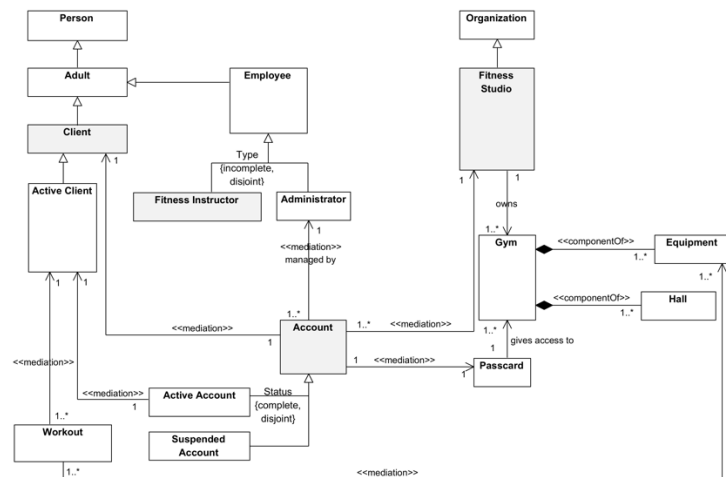 Person
Organization
Adult
Employee
Fitness
Studio
Client
1
Type
{incomplete,
disjoint}
Active Client
Fitness Instructor
Administrator
1
1
1
owns
<<mediation>>
managed by
1..*
Gym
<<componentOf>>
1..*
Equipment
1..*
1
1
<<componentOf>>
1..*
Hall
1..*
<<mediation>>
1
Account
1..*
<<mediation>>
1..*
gives access to
1
<<mediation>>
1
<<mediation>>
1
Passcard
<<mediation>>
1
Active Account
Status
{complete,
disjoint}
1..*
Workout
Suspended
Account
1..*
<<mediation>>